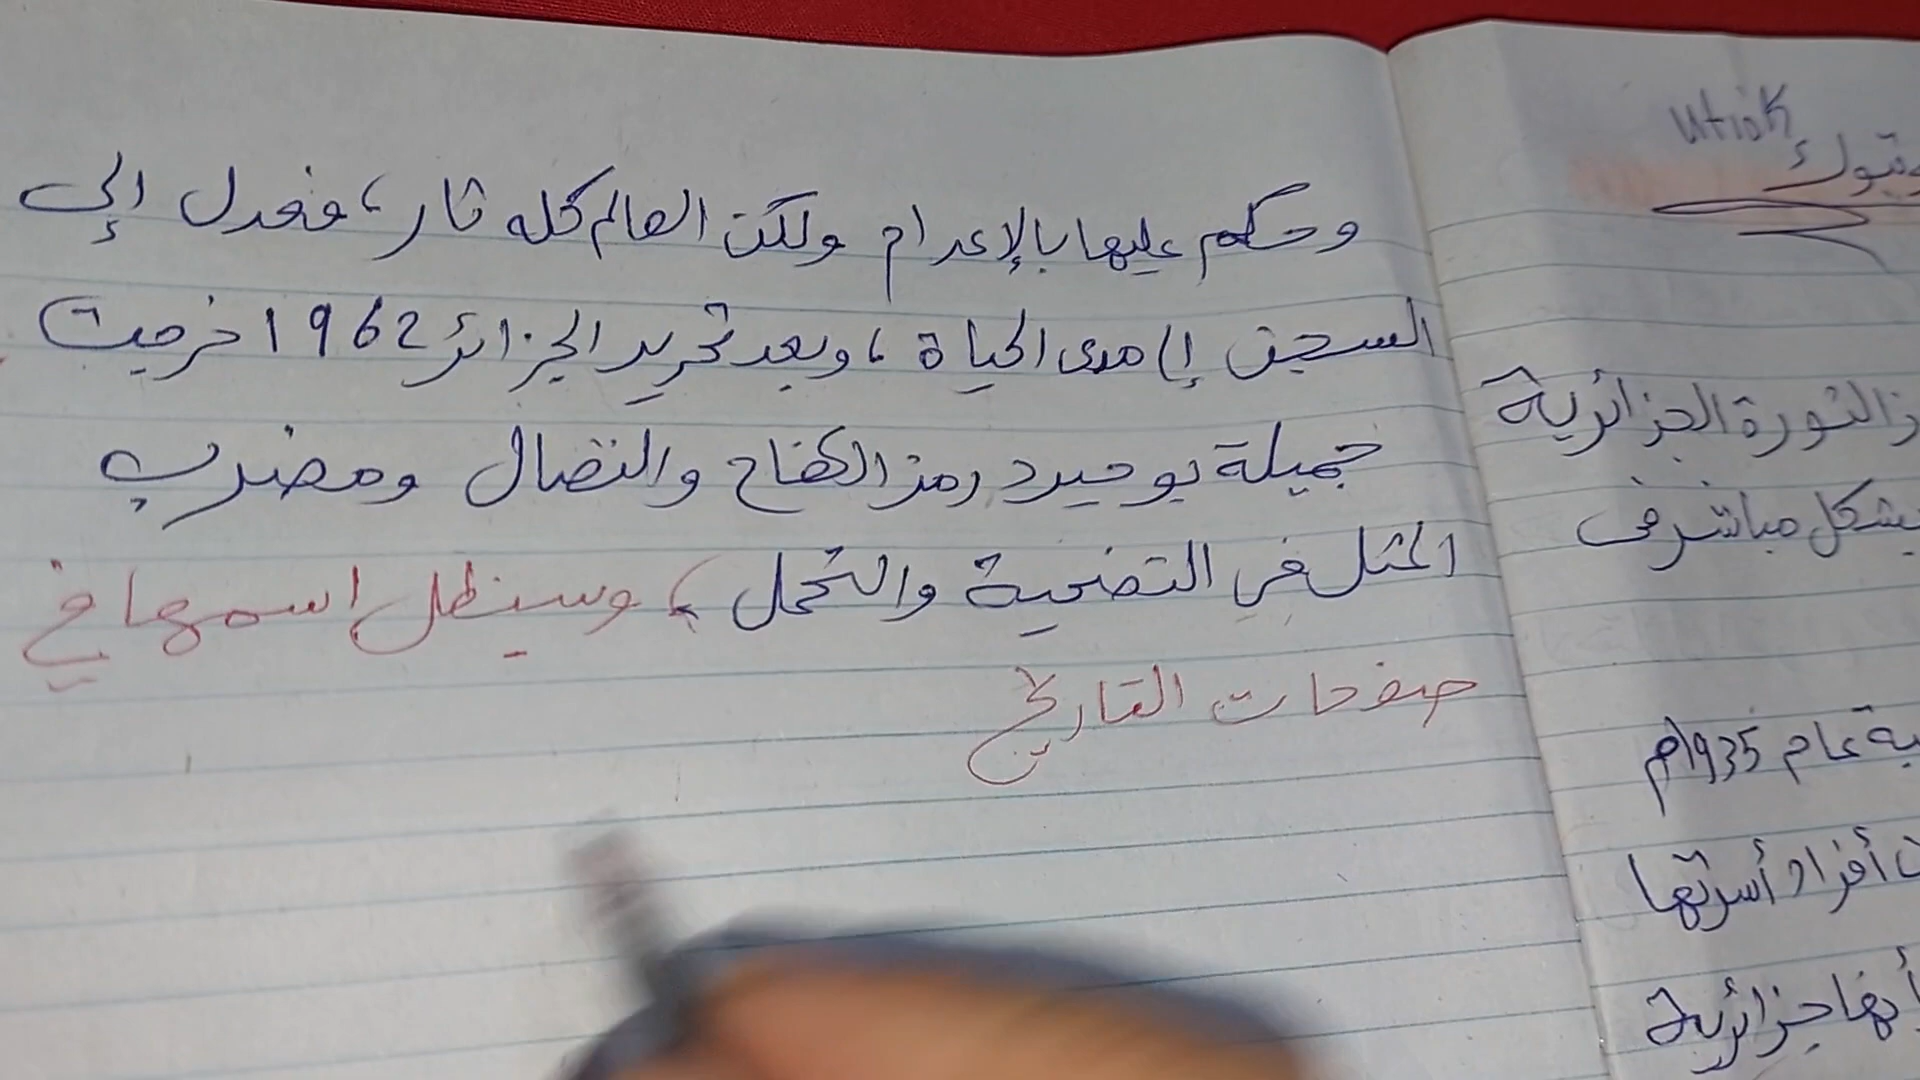 وحكم عليها بالإعدام ولكن العالم كله ثار، فعدل إلى
السجن إلى مدى الحياة، وبعد تحرير الجزائر 1962 خرجت
جميلة بوحيرد رمز الكفاح والنضال ومضرب
المثل في التضحية والتحمل، وسيظل اسمها في
صفحات التاريخ
utiok
الثورة الجزائرية
بشكل مباشر في
عام 1935م
أفراد أسرتها
جزائرية